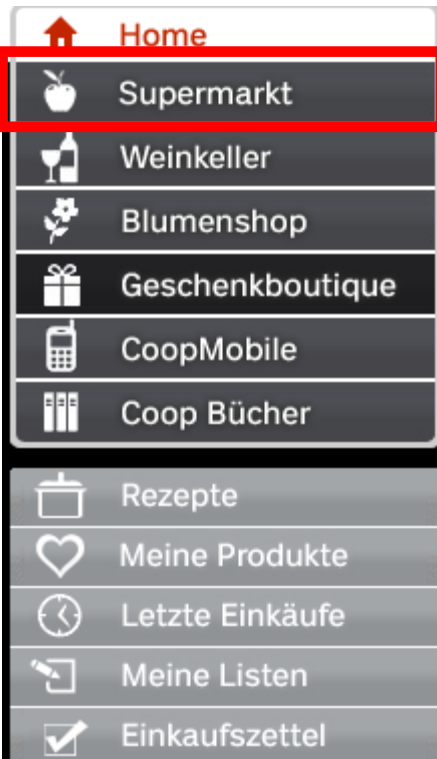 Home
Supermarkt
Weinkeller
Blumenshop
Geschenkboutique
CoopMobile
Coop Bücher
Rezepte
Meine Produkte
Letzte Einkäufe
Meine Listen
Einkaufszettel